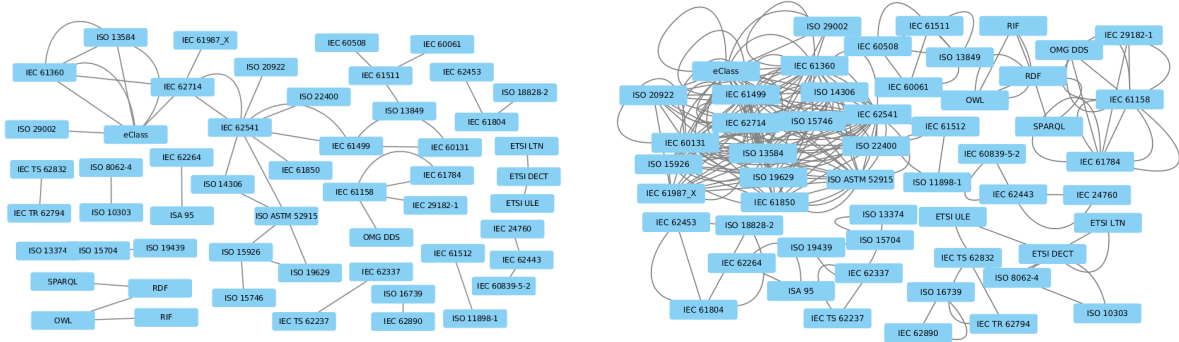 ISO 13584
IEC 61987_X
IEC 61360
IEC 62714
ISO 20922
ISO 22400
ISO 29002
eClass
IEC 62541
IEC 60508
IEC 60061
IEC 61511
IEC 62453
ISO 18828-2
ISO 13849
IEC 61804
IEC 61499
IEC 60131
ETSI LTN
IEC 62264
ISO 8062-4
IEC TS 62832
IEC 61850
IEC 61784
ETSI DECT
ISO 14306
IEC 61158
IEC 29182-1
ETSI ULE
IEC TR 62794
ISO 10303
ISA 95
ISO ASTM 52915
OMG DDS
IEC 24760
ISO 13374
ISO 15704
ISO 19439
ISO 15926
IEC 61512
IEC 62443
ISO 19629
IEC 62337
IEC 60839-5-2
SPARQL
RDF
ISO 15746
ISO 16739
OWL
RIF
IEC TS 62237
IEC 62890
ISO 11898-1
ISO 29002
IEC 61511
RIF
IEC 29182-1
IEC 60508
OMG DDS
ISO 13849
eClass
IEC 61360
RDF
IEC 60061
ISO 20922
IEC 61499
ISO 14306
OWL
IEC 61158
IEC 62714
ISO 15746
IEC 62541
IEC 61512
SPARQL
IEC 60131
ISO 22400
ISO 15926
ISO 13584
IEC 60839-5-2
IEC 61784
ISO 19629
ISO ASTM 52915
ISO 11898-1
IEC 61987_X
IEC 61850
IEC 62443
IEC 24760
IEC 62453
ISO 18828-2
ISO 13374
ETSI ULE
ETSI LTN
ISO 19439
ISO 15704
IEC 62264
IEC TS 62832
ETSI DECT
IEC 62337
ISO 8062-4
ISA 95
ISO 16739
IEC 61804
IEC TS 62237
IEC 62890
IEC TR 62794
ISO 10303